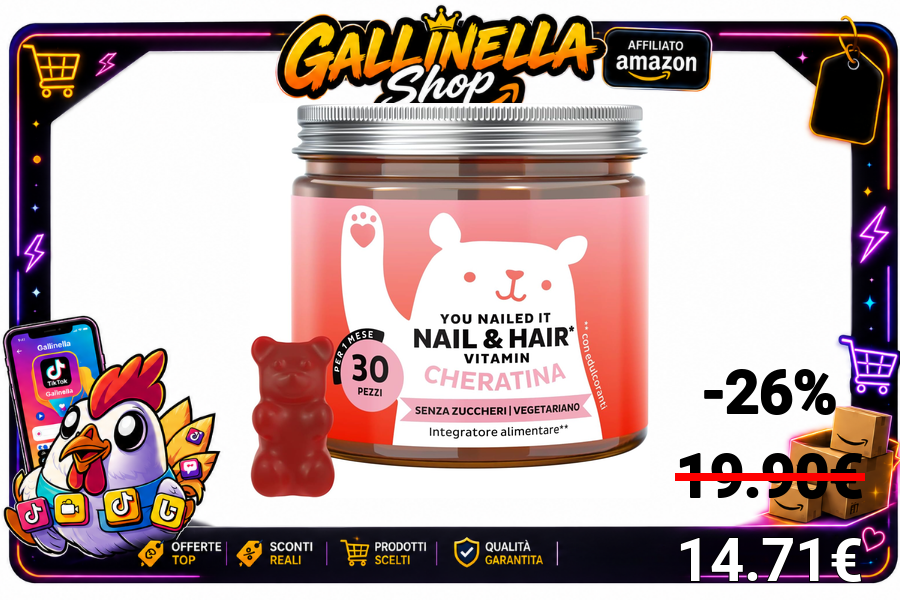 GALLINELLA
Shop
AFFILIATO
amazon
YOU NAILED IT
NAIL & HAIR*
VITAMIN
CHERATINA
SENZA ZUCCHERI | VEGETARIANO
Integratore alimentare**
** con edulcoranti
PER 1 MESE
30
PEZZI
Gallinella
TikTok
Gallinella
-26%
19.90€
14.71€
OFFERTE
TOP
SCONTI
REALI
PRODOTTI
SCELTI
QUALITÀ
GARANTITA